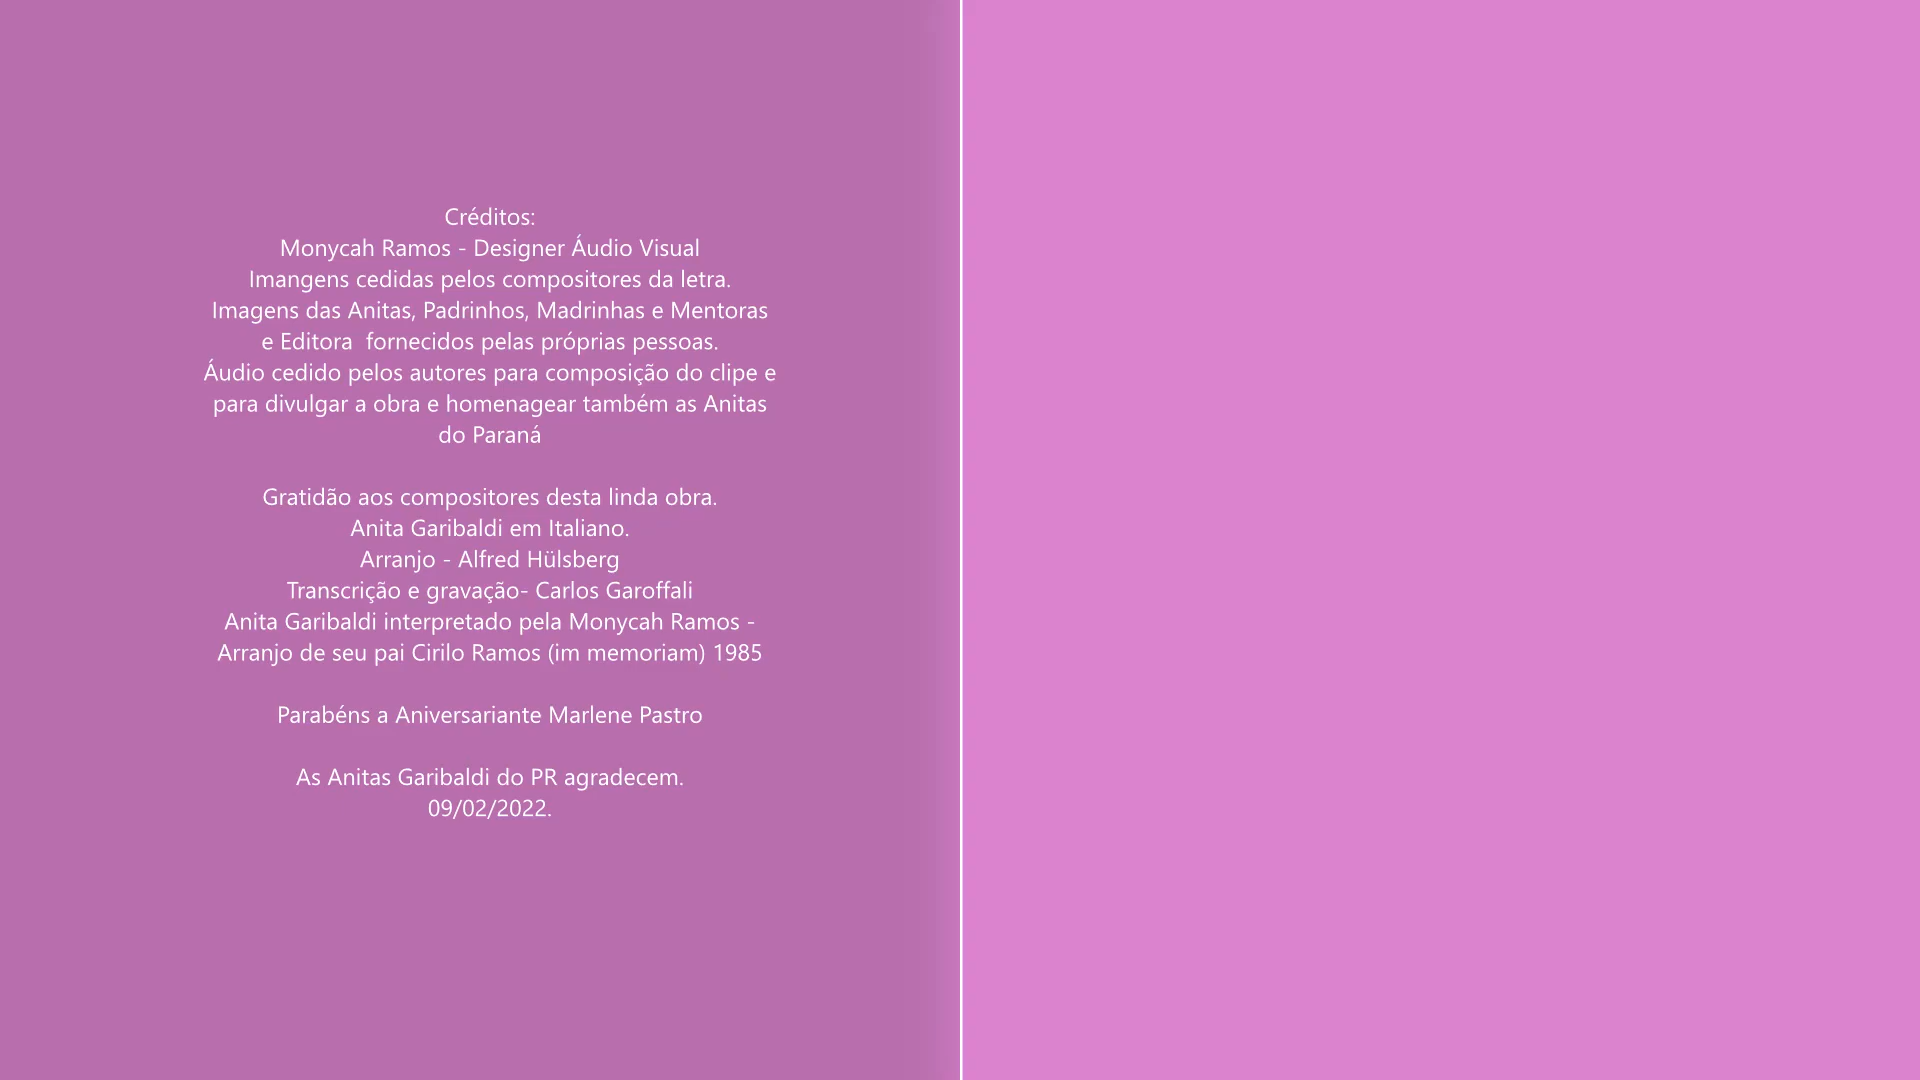 Créditos:
Monycah Ramos - Designer Áudio Visual
Imangens cedidas pelos compositores da letra.
Imagens das Anitas, Padrinhos, Madrinhas e Mentoras
e Editora  fornecidos pelas próprias pessoas.
Áudio cedido pelos autores para composição do clipe e
para divulgar a obra e homenagear também as Anitas
do Paraná
Gratidão aos compositores desta linda obra.
Anita Garibaldi em Italiano.
Arranjo - Alfred Hülsberg
Transcrição e gravação- Carlos Garoffali
Anita Garibaldi interpretado pela Monycah Ramos -
Arranjo de seu pai Cirilo Ramos (im memoriam) 1985
Parabéns a Aniversariante Marlene Pastro
As Anitas Garibaldi do PR agradecem.
09/02/2022.